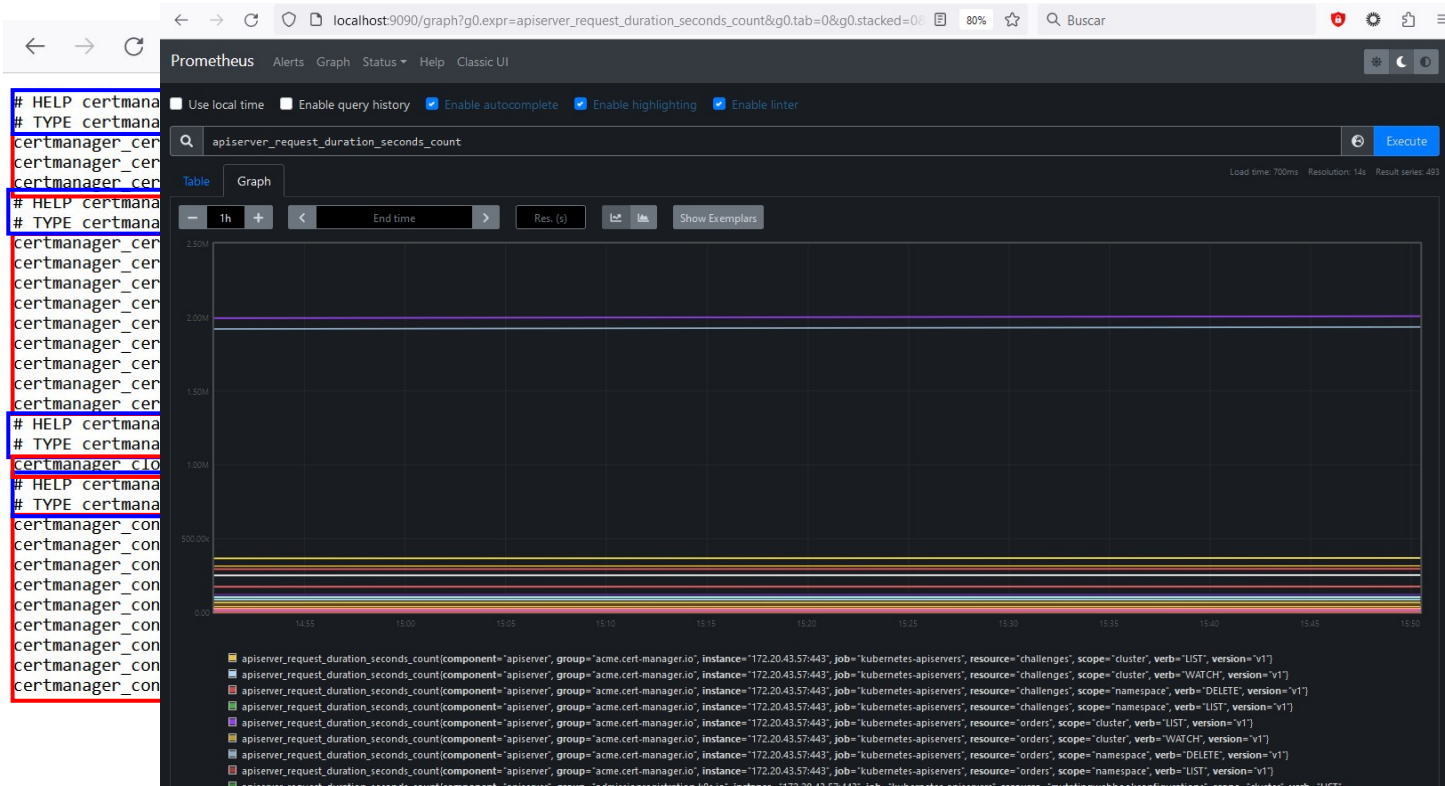 # HELP certmana
# TYPE certmana
certmanager_cer
certmanager_cer
certmanager_cer
# HELP certmana
# TYPE certmana
certmanager_cer
certmanager_cer
certmanager_cer
certmanager_cer
certmanager_cer
certmanager_cer
certmanager_cer
certmanager_cer
certmanager_cer
# HELP certmana
# TYPE certmana
certmanager_clo
# HELP certmana
# TYPE certmana
certmanager_con
certmanager_con
certmanager_con
certmanager_con
certmanager_con
certmanager_con
certmanager_con
certmanager_con
certmanager_con
localhost:9090/graph?g0.expr=apiserver_request_duration_seconds_count&g0.tab=0&g0.stacked=0 80% Buscar
Prometheus Alerts Graph Status Help Classic UI
Use local time Enable query history Enable autocomplete Enable highlighting Enable linter
apiserver_request_duration_seconds_count Execute
Table Graph Load time: 700ms Resolution: 14s Result series: 493
− 1h + End time Res. (s) Show Exemplars
2.50M
2.00M
1.50M
1.00M
500.00k
0.00
14:55 15:00 15:05 15:10 15:15 15:20 15:25 15:30 15:35 15:40 15:45 15:50
apiserver_request_duration_seconds_count{component="apiserver", group="acme.cert-manager.io", instance="172.20.43.57:443", job="kubernetes-apiservers", resource="challenges", scope="cluster", verb="LIST", version="v1"}
apiserver_request_duration_seconds_count{component="apiserver", group="acme.cert-manager.io", instance="172.20.43.57:443", job="kubernetes-apiservers", resource="challenges", scope="cluster", verb="WATCH", version="v1"}
apiserver_request_duration_seconds_count{component="apiserver", group="acme.cert-manager.io", instance="172.20.43.57:443", job="kubernetes-apiservers", resource="challenges", scope="namespace", verb="DELETE", version="v1"}
apiserver_request_duration_seconds_count{component="apiserver", group="acme.cert-manager.io", instance="172.20.43.57:443", job="kubernetes-apiservers", resource="challenges", scope="namespace", verb="LIST", version="v1"}
apiserver_request_duration_seconds_count{component="apiserver", group="acme.cert-manager.io", instance="172.20.43.57:443", job="kubernetes-apiservers", resource="orders", scope="cluster", verb="LIST", version="v1"}
apiserver_request_duration_seconds_count{component="apiserver", group="acme.cert-manager.io", instance="172.20.43.57:443", job="kubernetes-apiservers", resource="orders", scope="cluster", verb="WATCH", version="v1"}
apiserver_request_duration_seconds_count{component="apiserver", group="acme.cert-manager.io", instance="172.20.43.57:443", job="kubernetes-apiservers", resource="orders", scope="namespace", verb="DELETE", version="v1"}
apiserver_request_duration_seconds_count{component="apiserver", group="acme.cert-manager.io", instance="172.20.43.57:443", job="kubernetes-apiservers", resource="orders", scope="namespace", verb="LIST", version="v1"}